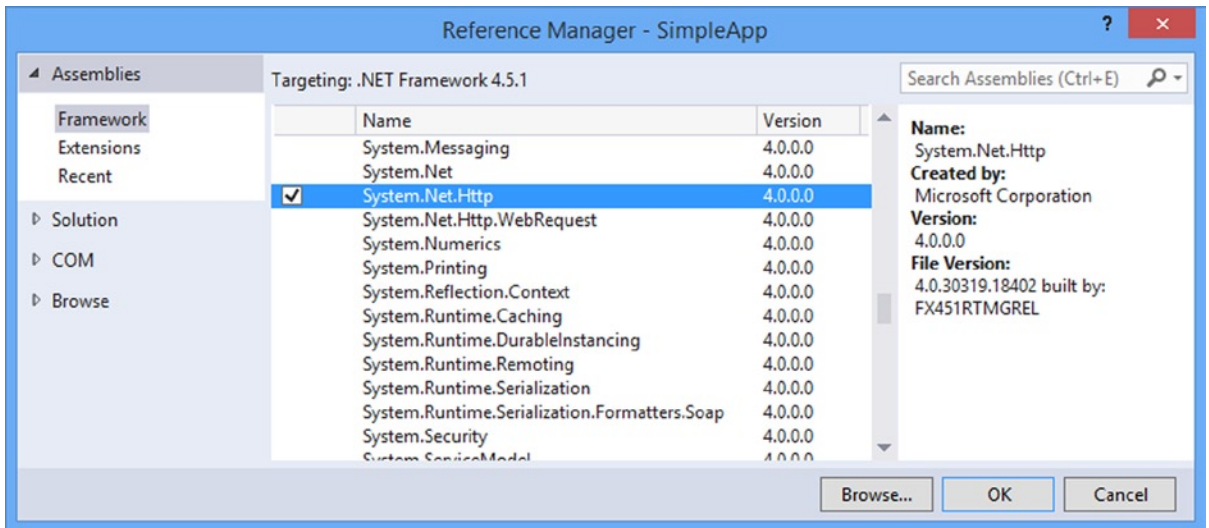 Reference Manager - SimpleApp
?
Assemblies
Framework
Extensions
Recent
Solution
COM
Browse
Targeting: .NET Framework 4.5.1
Search Assemblies (Ctrl+E)
Name Version
System.Messaging 4.0.0.0
System.Net 4.0.0.0
System.Net.Http 4.0.0.0
System.Net.Http.WebRequest 4.0.0.0
System.Numerics 4.0.0.0
System.Printing 4.0.0.0
System.Reflection.Context 4.0.0.0
System.Runtime.Caching 4.0.0.0
System.Runtime.DurableInstancing 4.0.0.0
System.Runtime.Remoting 4.0.0.0
System.Runtime.Serialization 4.0.0.0
System.Runtime.Serialization.Formatters.Soap 4.0.0.0
System.Security 4.0.0.0
System.ServiceModel 4.0.0.0
Name:
System.Net.Http
Created by:
Microsoft Corporation
Version:
4.0.0.0
File Version:
4.0.30319.18402 built by:
FX451RTMGREL
Browse... OK Cancel